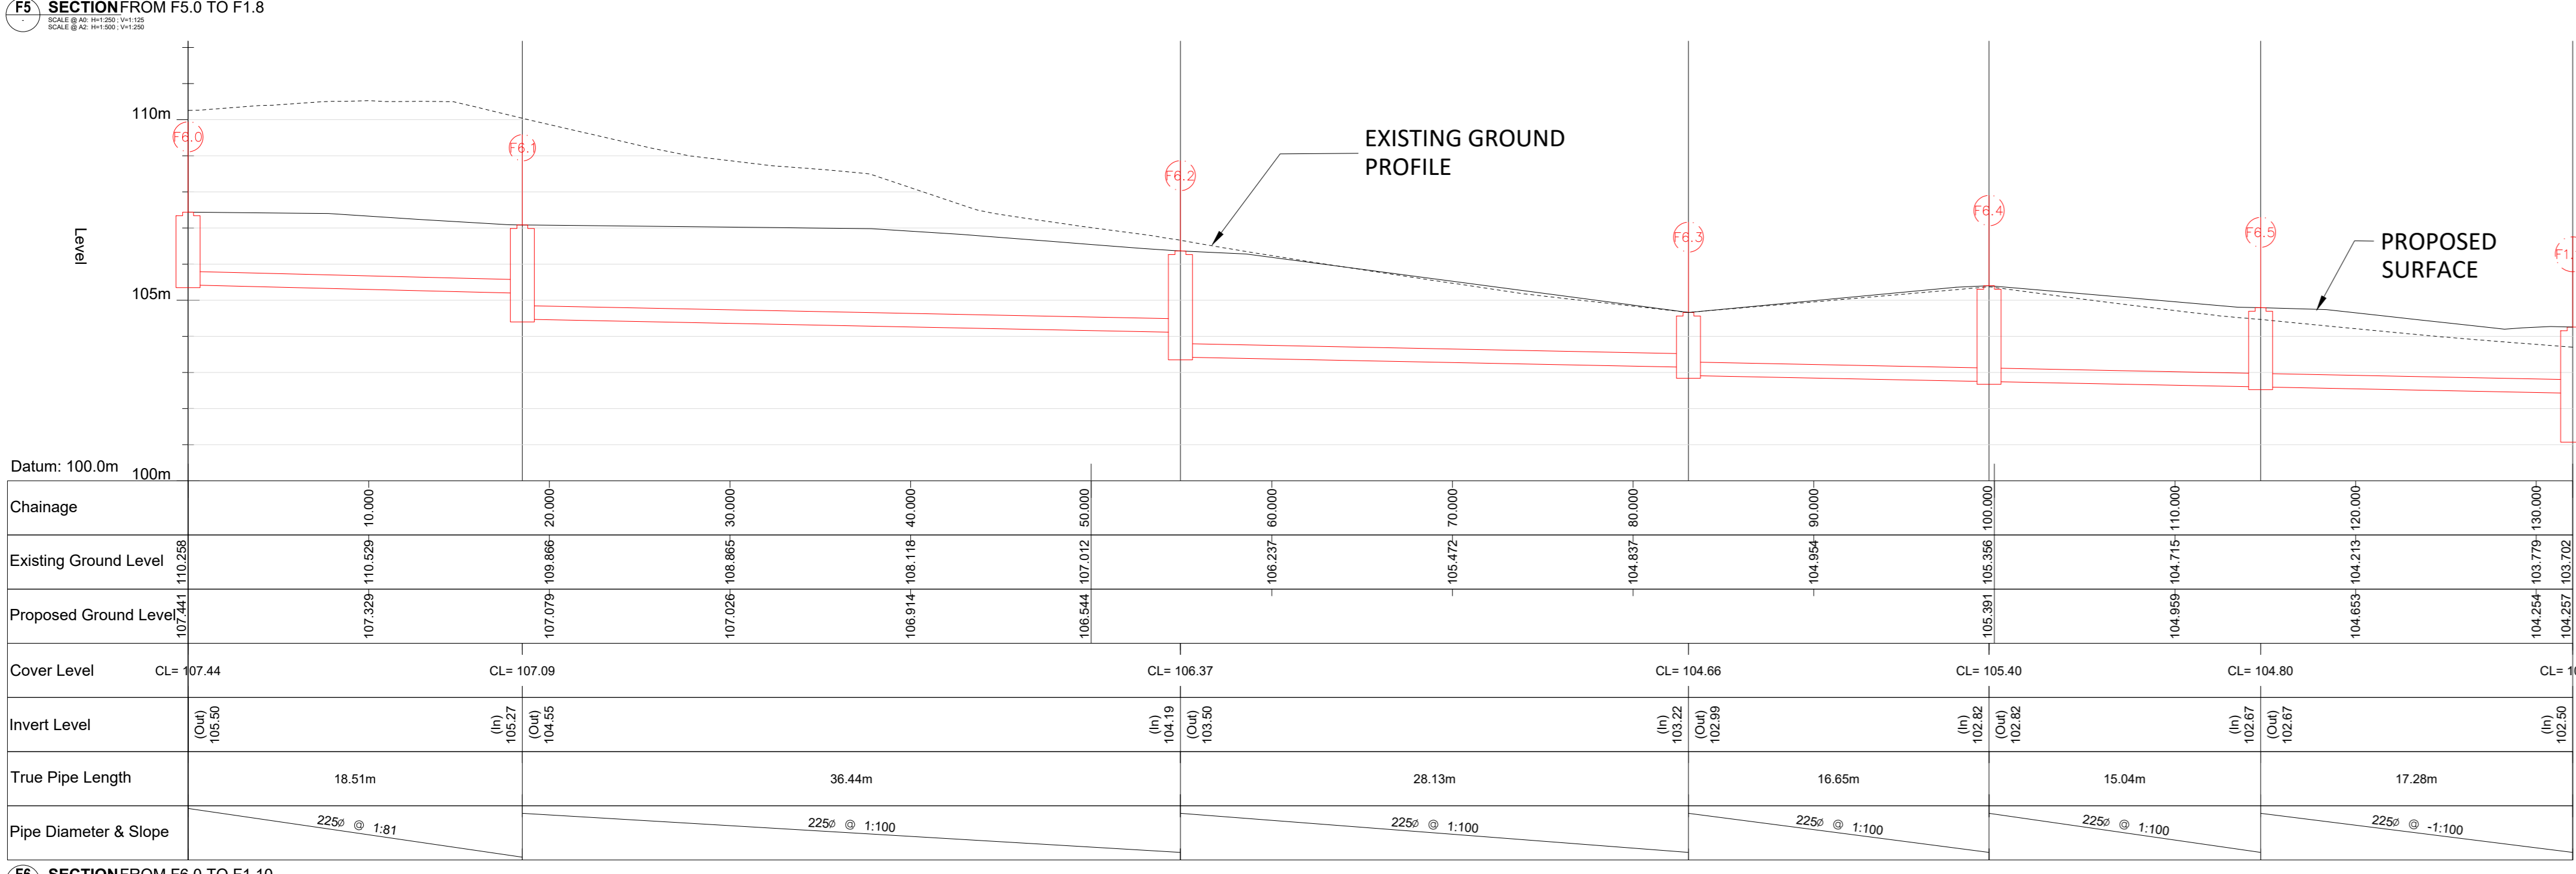 F5 SECTION FROM F5.0 TO F1.8
-
SCALE @ A0: H=1:250 ; V=1:125
SCALE @ A2: H=1:500 ; V=1:250
110m
105m
100m
Level
Datum: 100.0m
F6.0
F6.1
F6.2
F6.3
F6.4
F6.5
F1.
EXISTING GROUND
PROFILE
PROPOSED
SURFACE
Chainage 10.000 20.000 30.000 40.000 50.000 60.000 70.000 80.000 90.000 100.000 110.000 120.000 130.000
Existing Ground Level 110.258 110.529 109.866 108.865 108.118 107.012 106.237 105.472 104.837 104.954 105.356 104.715 104.213 103.779 103.702
Proposed Ground Level 107.441 107.329 107.079 107.026 106.914 106.544 105.391 104.959 104.653 104.254 104.257
Cover Level CL= 107.44 CL= 107.09 CL= 106.37 CL= 104.66 CL= 105.40 CL= 104.80 CL= 10
Invert Level (Out) 105.50 (In) 105.27 (Out) 104.55 (In) 104.19 (Out) 103.50 (In) 103.22 (Out) 102.99 (In) 102.82 (Out) 102.82 (In) 102.67 (Out) 102.67 (In) 102.50
True Pipe Length 18.51m 36.44m 28.13m 16.65m 15.04m 17.28m
Pipe Diameter & Slope 225Ø @ 1:81 225Ø @ 1:100 225Ø @ 1:100 225Ø @ 1:100 225Ø @ 1:100 225Ø @ -1:100
F6 SECTION FROM F6.0 TO F1.10